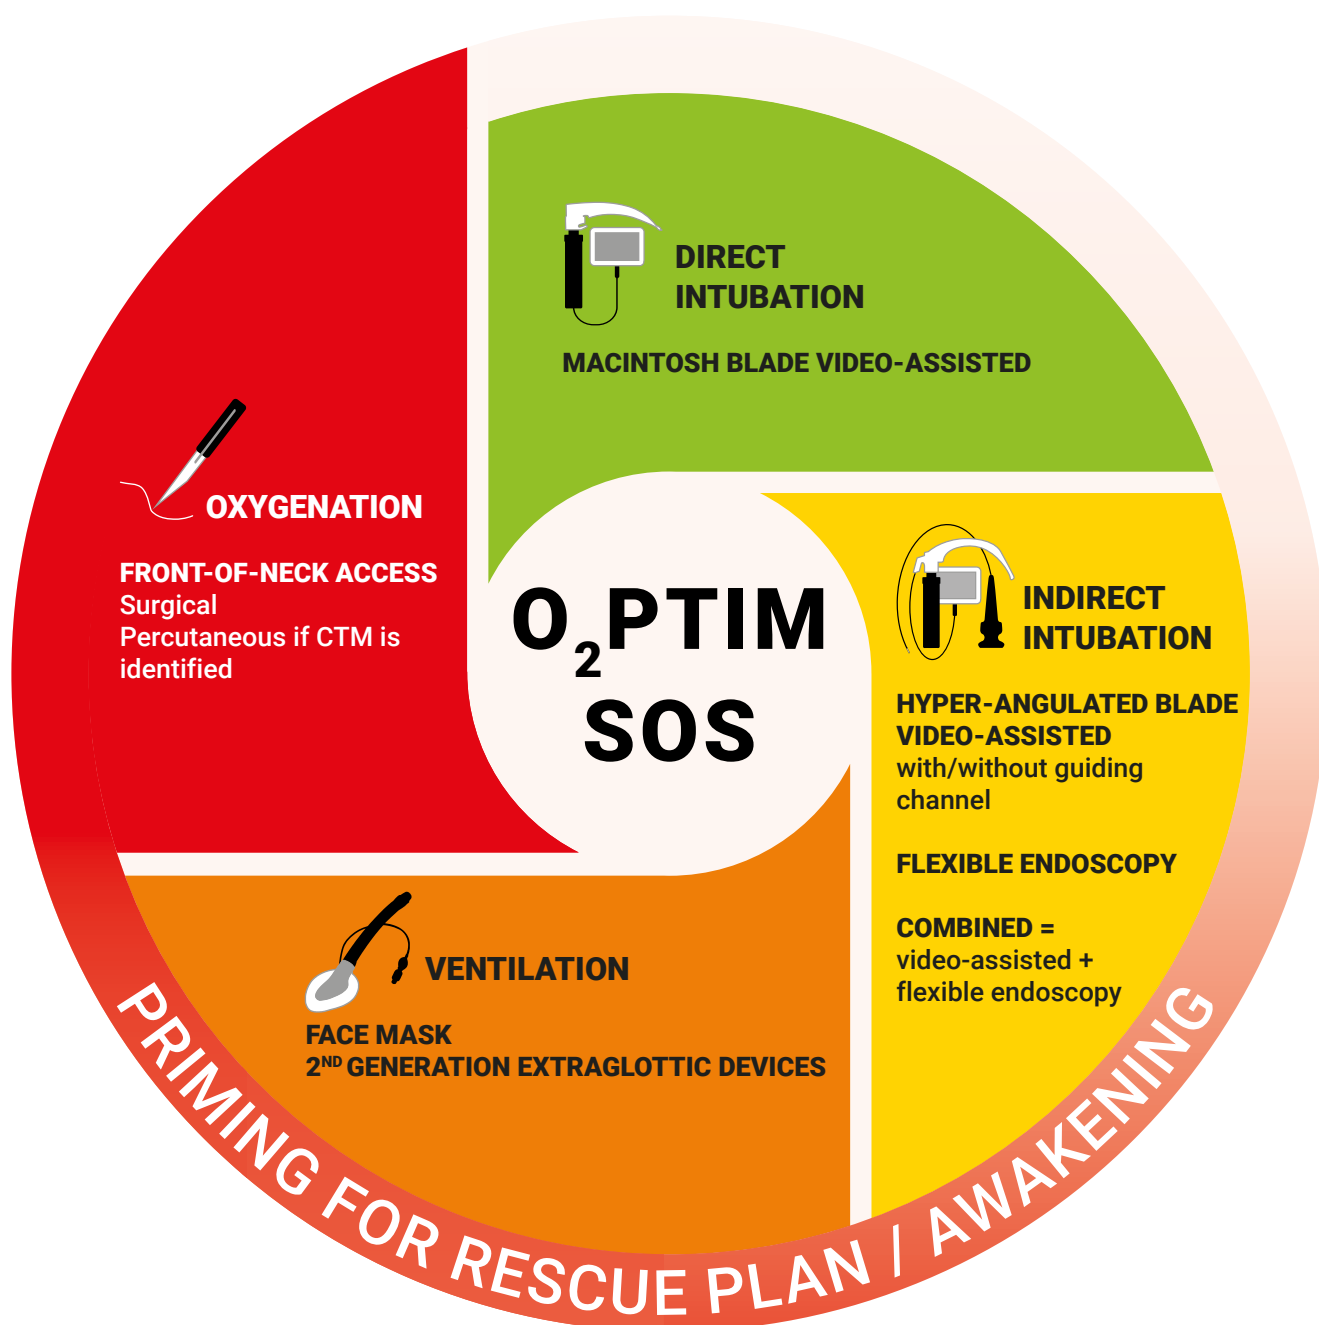 DIRECT
INTUBATION
MACINTOSH BLADE VIDEO-ASSISTED
INDIRECT
INTUBATION
HYPER-ANGULATED BLADE
VIDEO-ASSISTED
with/without guiding
channel
FLEXIBLE ENDOSCOPY
COMBINED =
video-assisted +
flexible endoscopy
VENTILATION
FACE MASK
2ND GENERATION EXTRAGLOTTIC DEVICES
OXYGENATION
FRONT-OF-NECK ACCESS
Surgical
Percutaneous if CTM is
identified
O2PTIM
SOS
PRIMING FOR RESCUE PLAN / AWAKENING